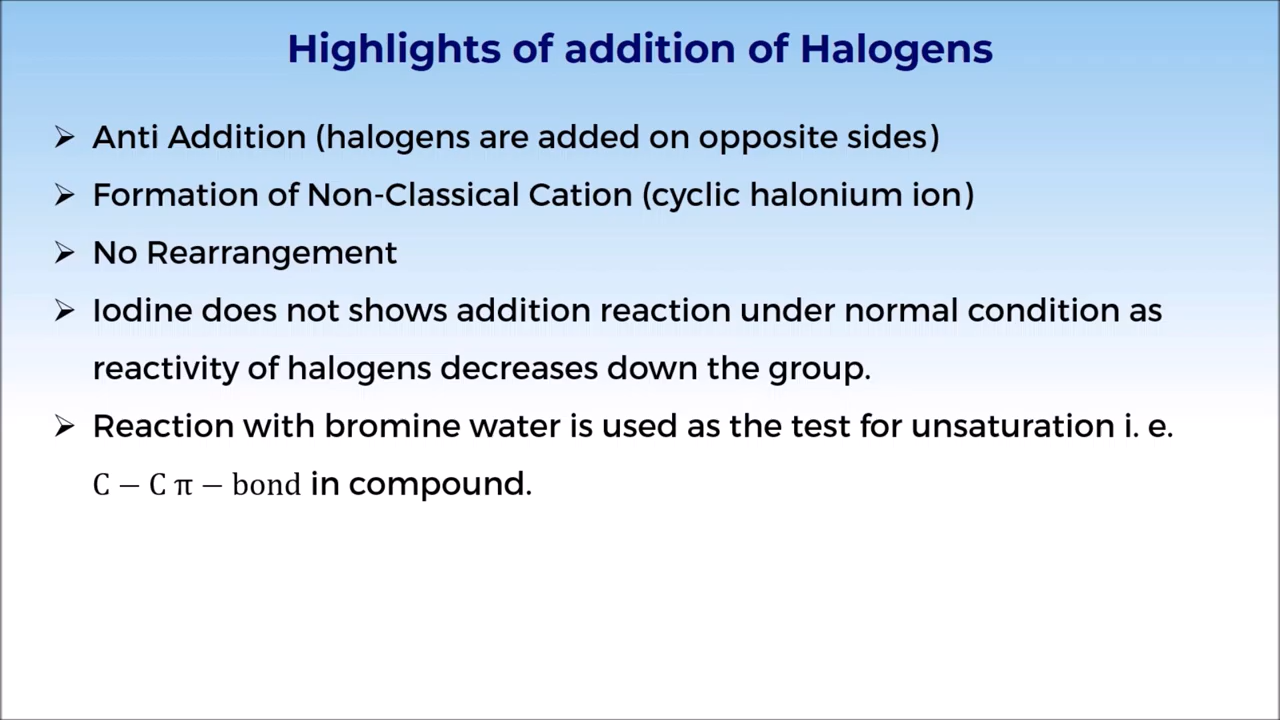 Highlights of addition of Halogens
➢ Anti Addition (halogens are added on opposite sides)
➢ Formation of Non-Classical Cation (cyclic halonium ion)
➢ No Rearrangement
➢ Iodine does not shows addition reaction under normal condition as
reactivity of halogens decreases down the group.
➢ Reaction with bromine water is used as the test for unsaturation i. e.
C − C π − bond in compound.